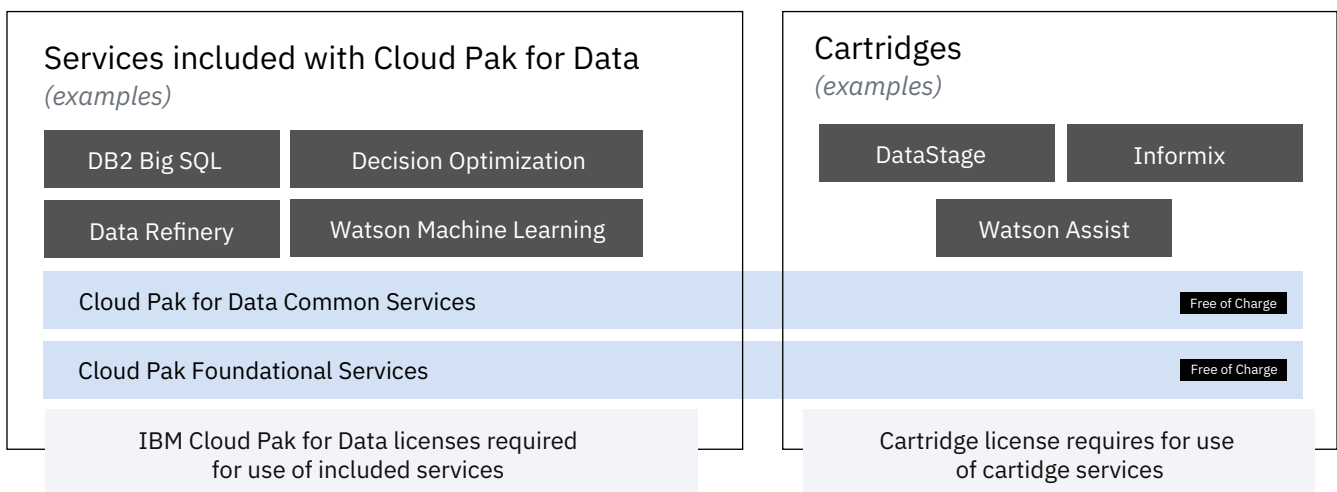 Services included with Cloud Pak for Data
(examples)
DB2 Big SQL
Decision Optimization
Data Refinery
Watson Machine Learning
Cartridges
(examples)
DataStage
Informix
Watson Assist
Cloud Pak for Data Common Services
Free of Charge
Cloud Pak Foundational Services
Free of Charge
IBM Cloud Pak for Data licenses required
for use of included services
Cartridge license requires for use
of cartidge services